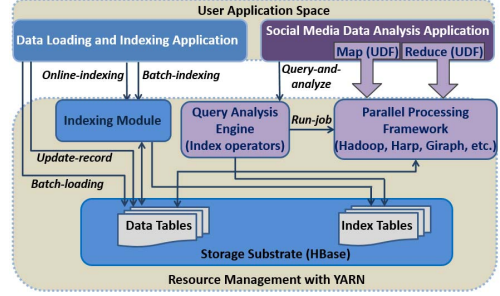 User Application Space
Data Loading and Indexing Application
Social Media Data Analysis Application
Map (UDF)
Reduce (UDF)
Online-indexing
Batch-indexing
Query-and-
analyze
Indexing Module
Query Analysis
Engine
(Index operators)
Run-job
Parallel Processing
Framework
(Hadoop, Harp, Giraph, etc.)
Update-record
Batch-loading
Data Tables
Index Tables
Storage Substrate (HBase)
Resource Management with YARN